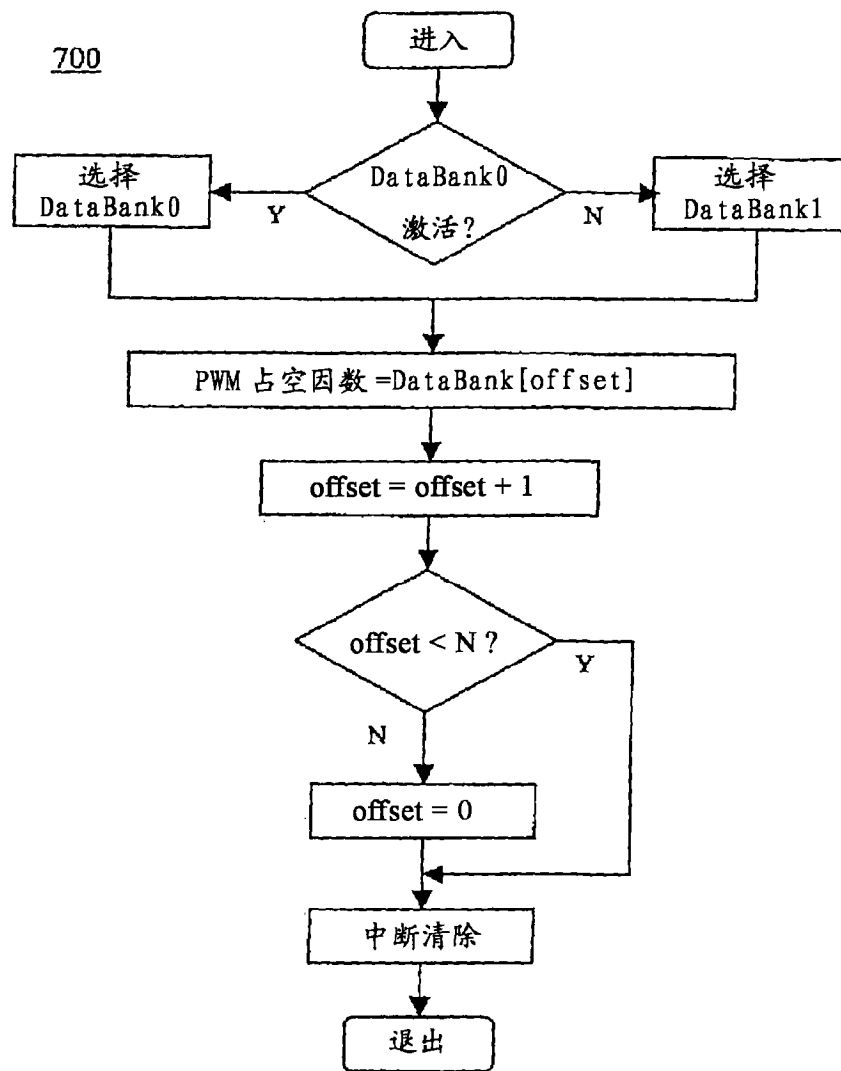 700
进入
DataBank0
激活?
选择
DataBank0
Y
N
选择
DataBank1
PWM 占空因数 =DataBank[offset]
offset = offset + 1
offset < N ?
Y
N
offset = 0
中断清除
退出